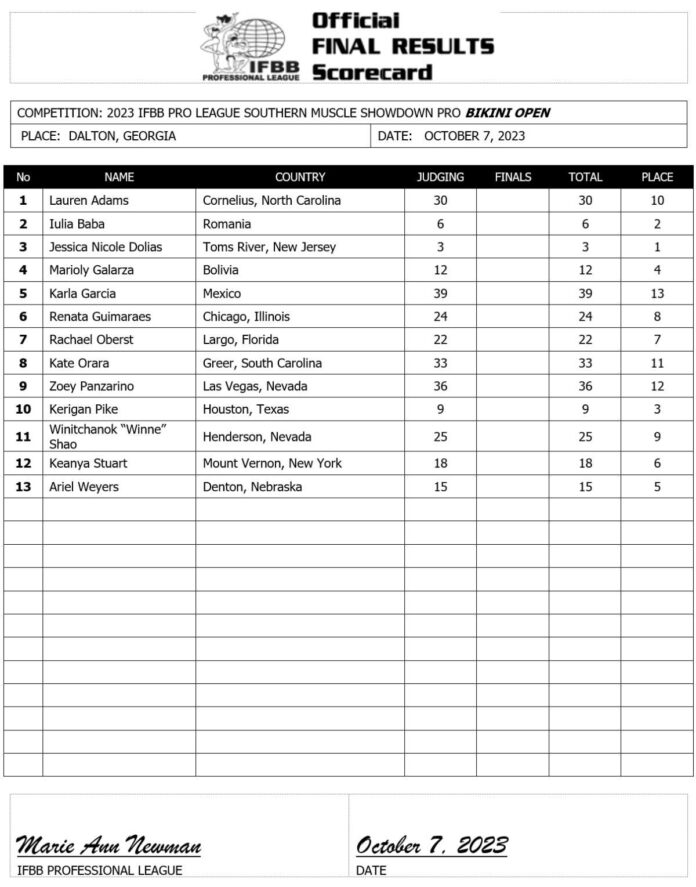 Official
FINAL RESULTS
Scorecard
IFBB
PROFESSIONAL LEAGUE
COMPETITION: 2023 IFBB PRO LEAGUE SOUTHERN MUSCLE SHOWDOWN PRO BIKINI OPEN
PLACE: DALTON, GEORGIA DATE: OCTOBER 7, 2023
No NAME COUNTRY JUDGING FINALS TOTAL PLACE
1 Lauren Adams Cornelius, North Carolina 30 30 10
2 Iulia Baba Romania 6 6 2
3 Jessica Nicole Dolias Toms River, New Jersey 3 3 1
4 Marioly Galarza Bolivia 12 12 4
5 Karla Garcia Mexico 39 39 13
6 Renata Guimaraes Chicago, Illinois 24 24 8
7 Rachael Oberst Largo, Florida 22 22 7
8 Kate Orara Greer, South Carolina 33 33 11
9 Zoey Panzarino Las Vegas, Nevada 36 36 12
10 Kerigan Pike Houston, Texas 9 9 3
11 Winitchanok “Winne”
Shao Henderson, Nevada 25 25 9
12 Keanya Stuart Mount Vernon, New York 18 18 6
13 Ariel Weyers Denton, Nebraska 15 15 5
Marie Ann Newman October 7, 2023
IFBB PROFESSIONAL LEAGUE DATE